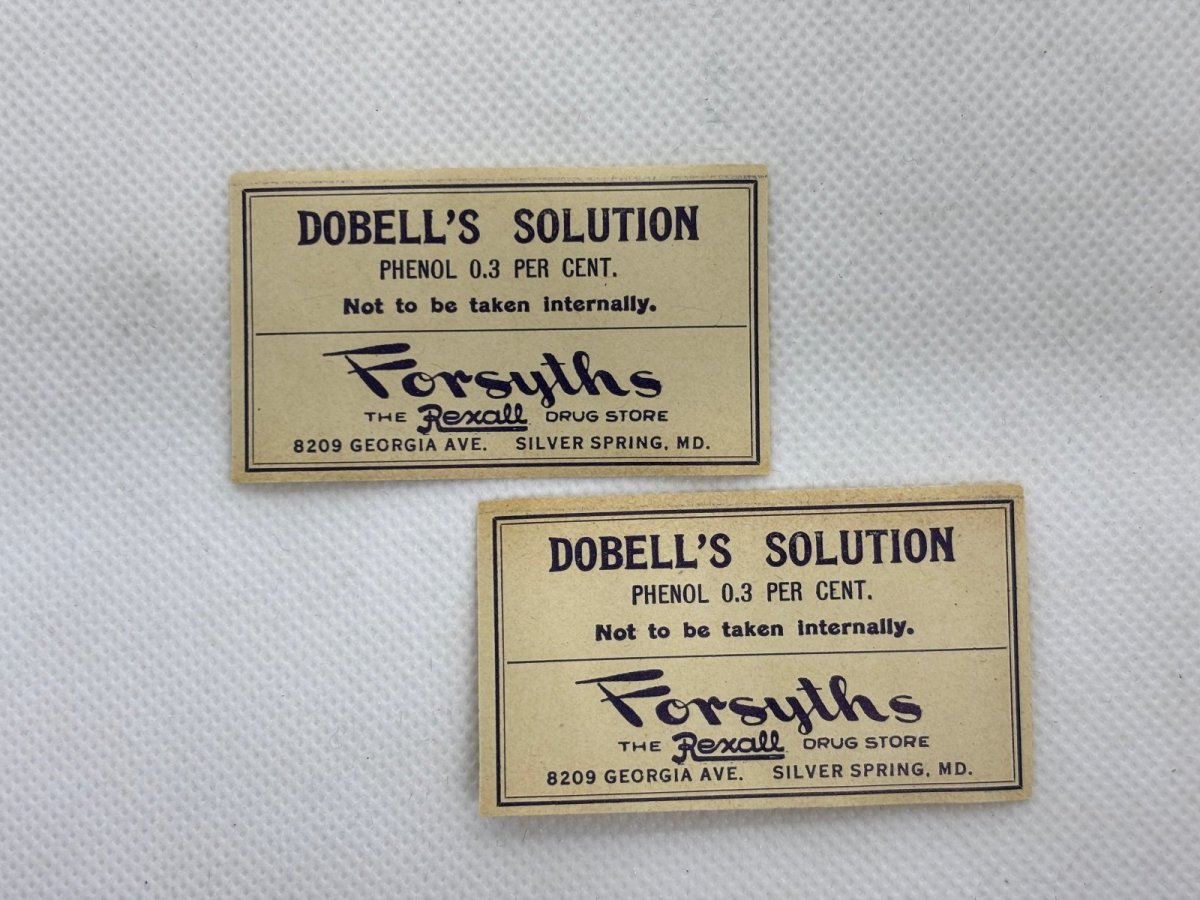 DOBELL'S SOLUTION
PHENOL 0.3 PER CENT.
Not to be taken internally.
Forsyths
THE Rexall DRUG STORE
8209 GEORGIA AVE. SILVER SPRING, MD.
DOBELL'S SOLUTION
PHENOL 0.3 PER CENT.
Not to be taken internally.
Forsyths
THE Rexall DRUG STORE
8209 GEORGIA AVE. SILVER SPRING, MD.